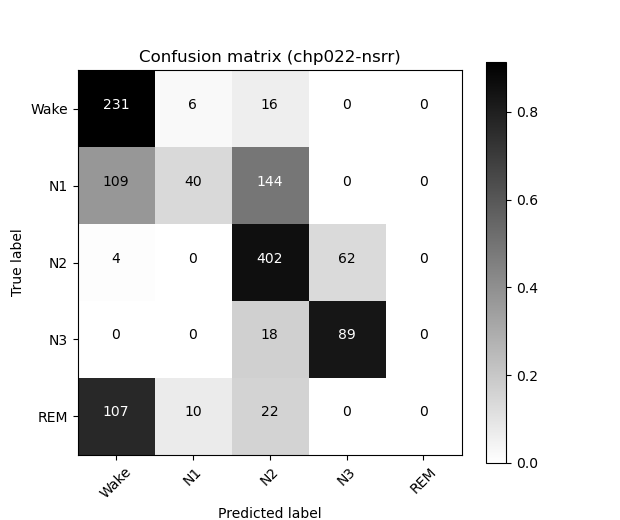 Confusion matrix (chp022-nsrr)
Wake 231 6 16 0 0
N1 109 40 144 0 0
N2 4 0 402 62 0
N3 0 0 18 89 0
REM 107 10 22 0 0
Wake N1 N2 N3 REM
Predicted label
True label
0.8
0.6
0.4
0.2
0.0